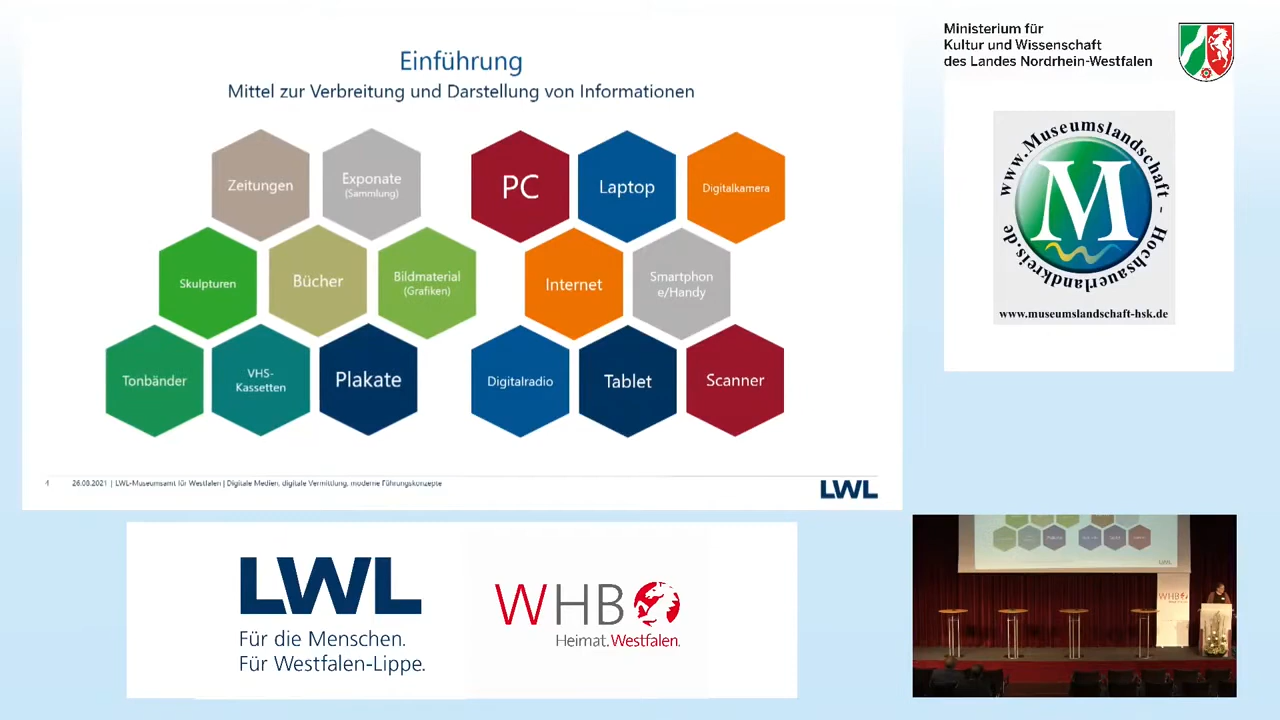 Einführung
Mittel zur Verbreitung und Darstellung von Informationen
Zeitungen
Exponate
(Sammlung)
PC
Laptop
Digitalkamera
Skulpturen
Bücher
Bildmaterial
(Grafiken)
Internet
Smartphon
e/Handy
Tonbänder
VHS-
Kassetten
Plakate
Digitalradio
Tablet
Scanner
4 26.08.2021 | LWL-Museumsamt für Westfalen | Digitale Medien, digitale Vermittlung, moderne Führungskonzepte
LWL
Ministerium für
Kultur und Wissenschaft
des Landes Nordrhein-Westfalen
www.Museumslandschaft - Hochsauerlandkreis.de
M
www.museumslandschaft-hsk.de
LWL
Für die Menschen.
Für Westfalen-Lippe.
WHB
Heimat.Westfalen.
LWL
WHB